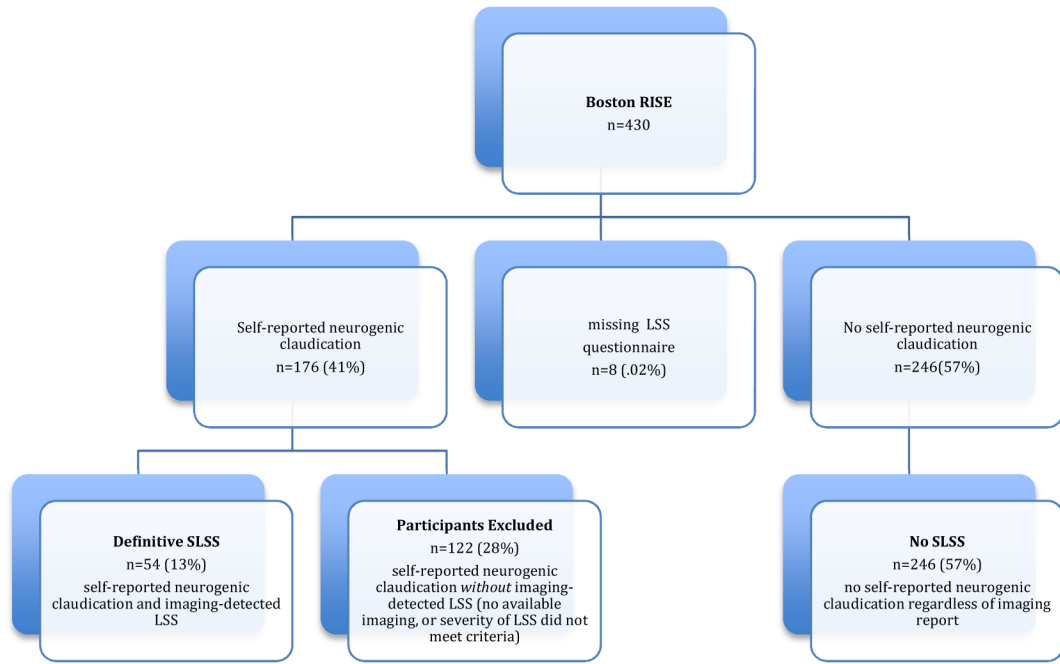 Boston RISE
n=430
Self-reported neurogenic
claudication
n=176 (41%)
missing LSS
questionnaire
n=8 (.02%)
No self-reported neurogenic
claudication
n=246(57%)
Definitive SLSS
n=54 (13%)
self-reported neurogenic
claudication and imaging-detected
LSS
Participants Excluded
n=122 (28%)
self-reported neurogenic
claudication without imaging-
detected LSS (no available
imaging, or severity of LSS did not
meet criteria)
No SLSS
n=246 (57%)
no self-reported neurogenic
claudication regardless of imaging
report